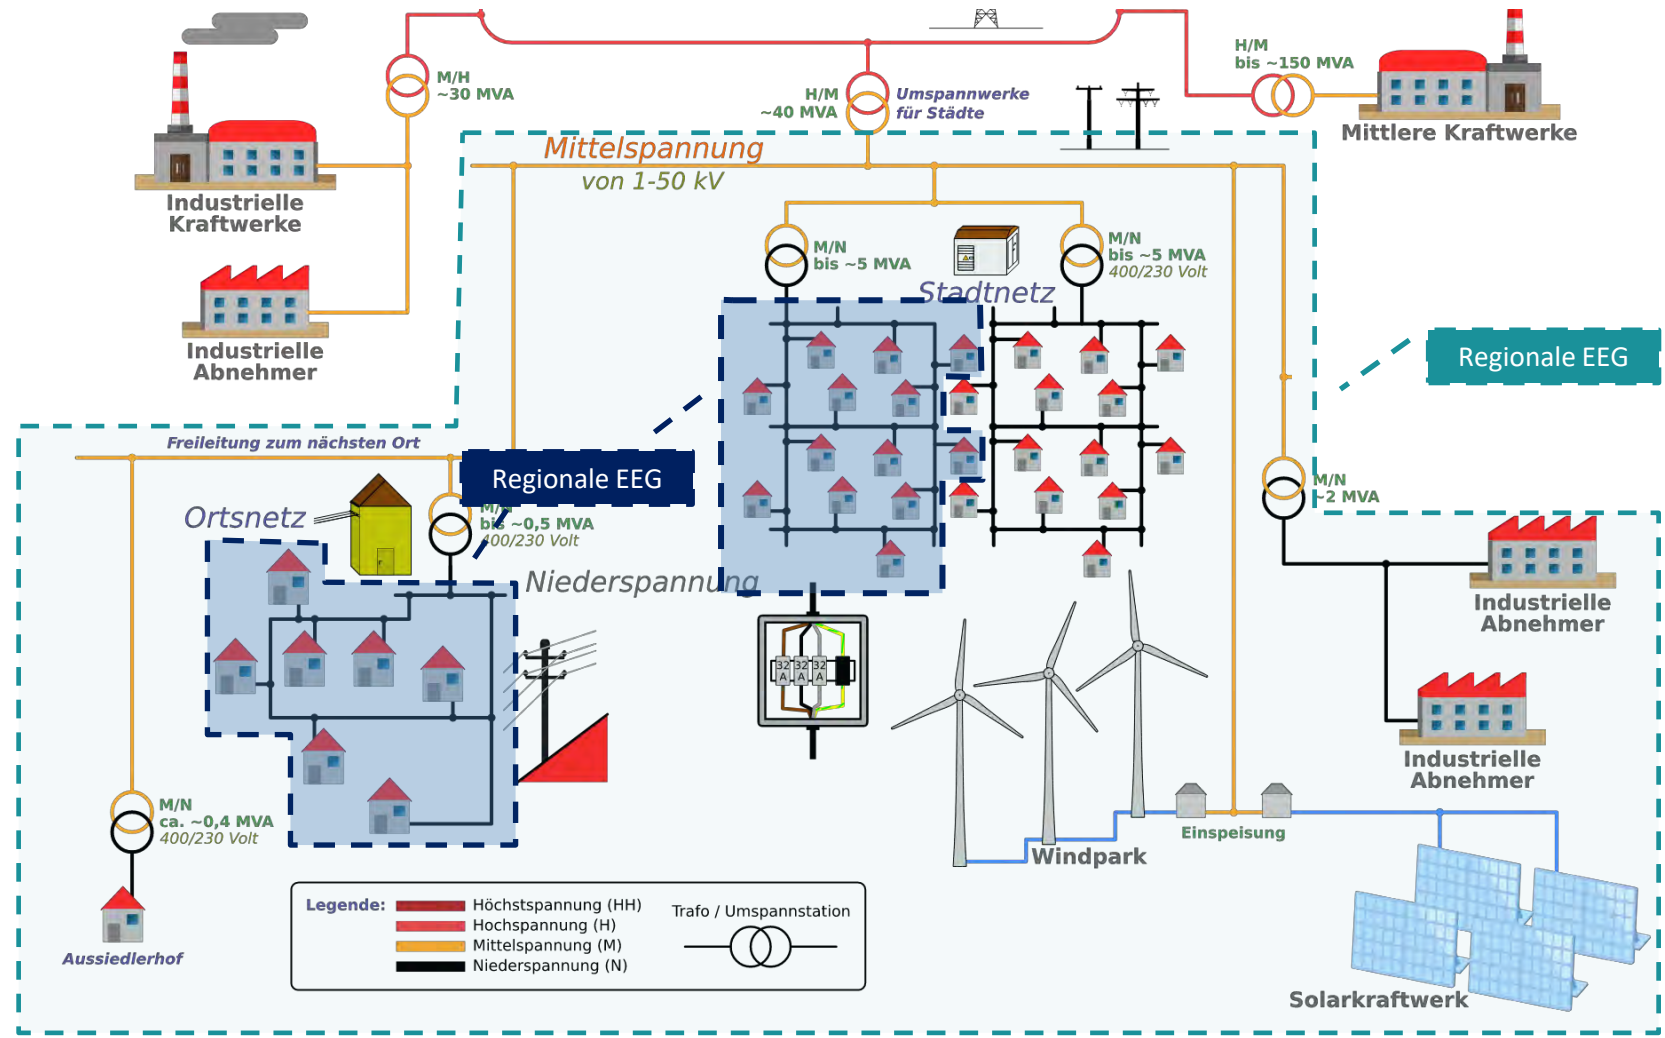 M/H
~30 MVA
H/M
~40 MVA
Umspannwerke
für Städte
H/M
bis ~150 MVA
Mittlere Kraftwerke
Mittelspannung
von 1-50 kV
Industrielle
Kraftwerke
M/N
bis ~5 MVA
M/N
bis ~5 MVA
400/230 Volt
Stadtnetz
Industrielle
Abnehmer
Regionale EEG
Freileitung zum nächsten Ort
Regionale EEG
M/N
bis ~0,5 MVA
400/230 Volt
M/N
~2 MVA
Ortsnetz
Niederspannung
Industrielle
Abnehmer
32
A
32
A
32
A
Industrielle
Abnehmer
M/N
ca. ~0,4 MVA
400/230 Volt
Einspeisung
Windpark
Legende:
Höchstspannung (HH)
Hochspannung (H)
Mittelspannung (M)
Niederspannung (N)
Trafo / Umspannstation
Aussiedlerhof
Solarkraftwerk